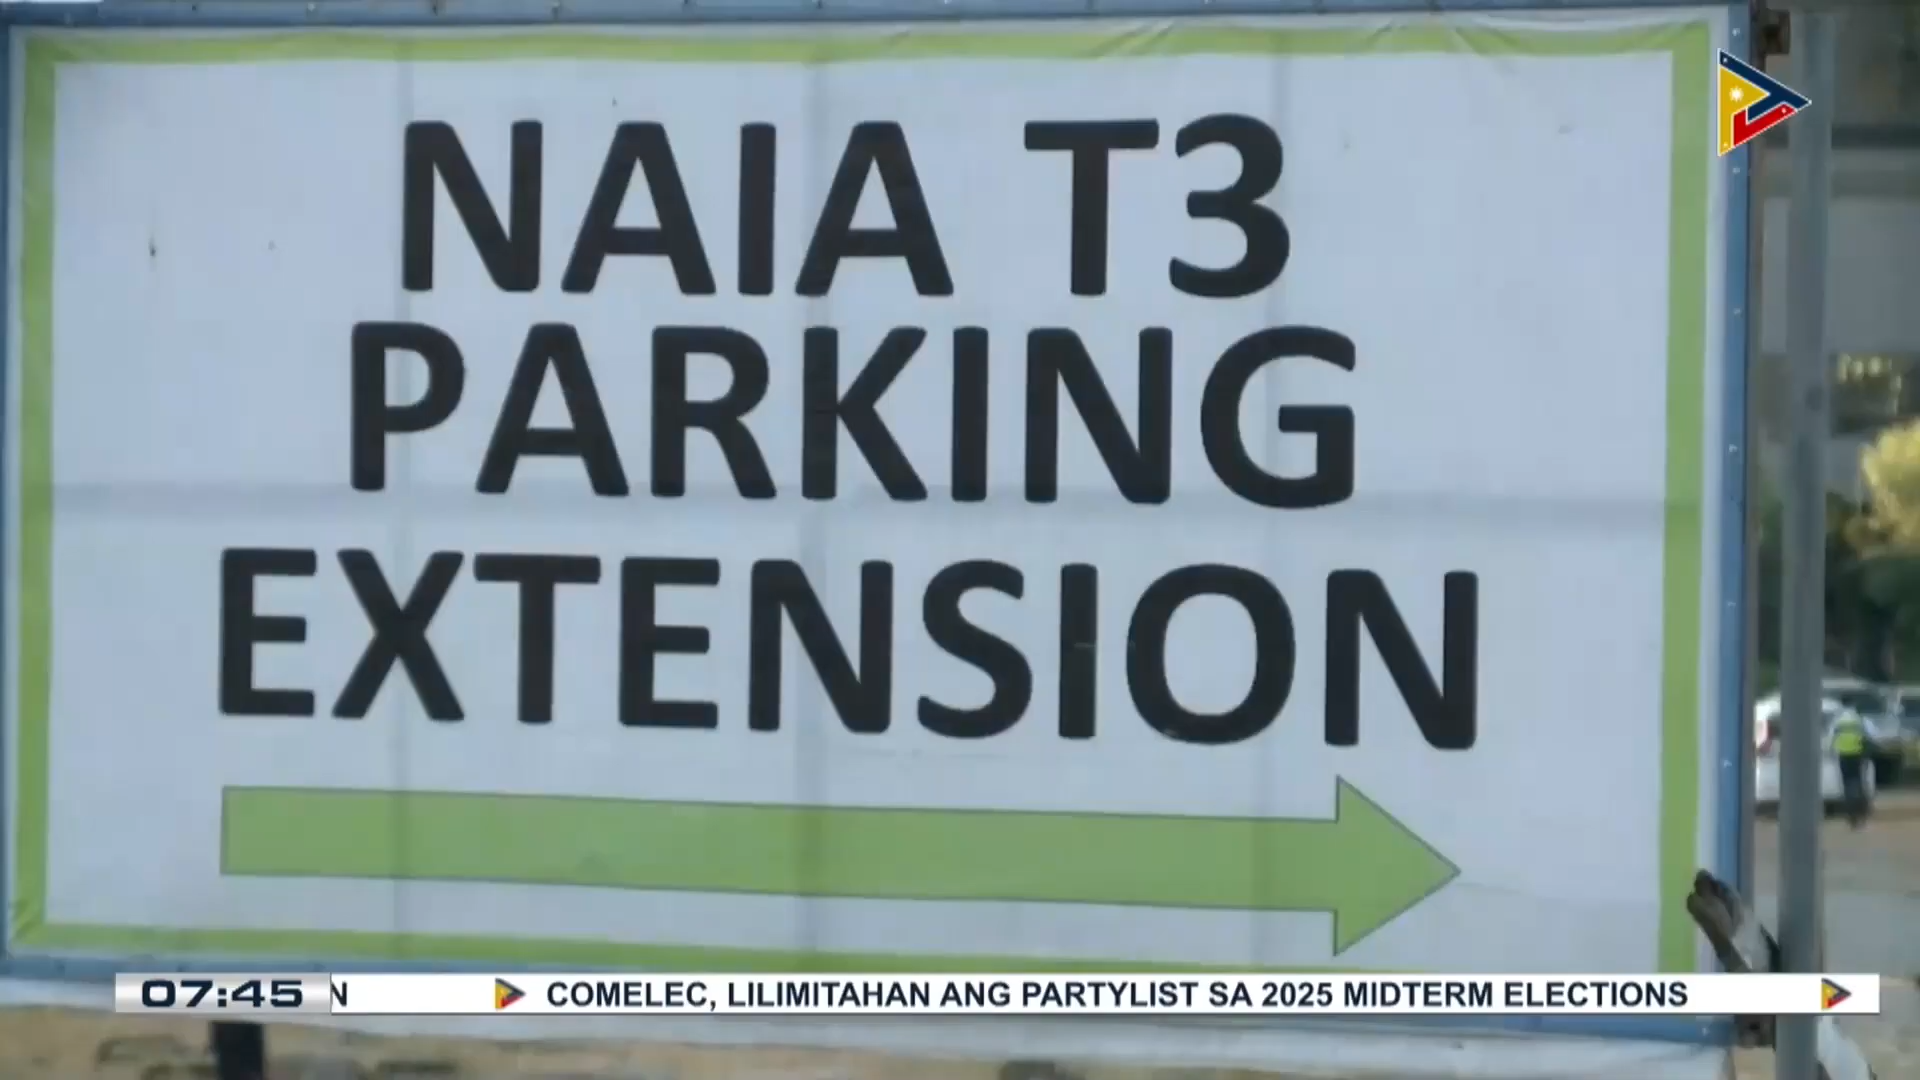 NAIA T3
PARKING
EXTENSION
07:45 N COMELEC, LILIMITAHAN ANG PARTYLIST SA 2025 MIDTERM ELECTIONS